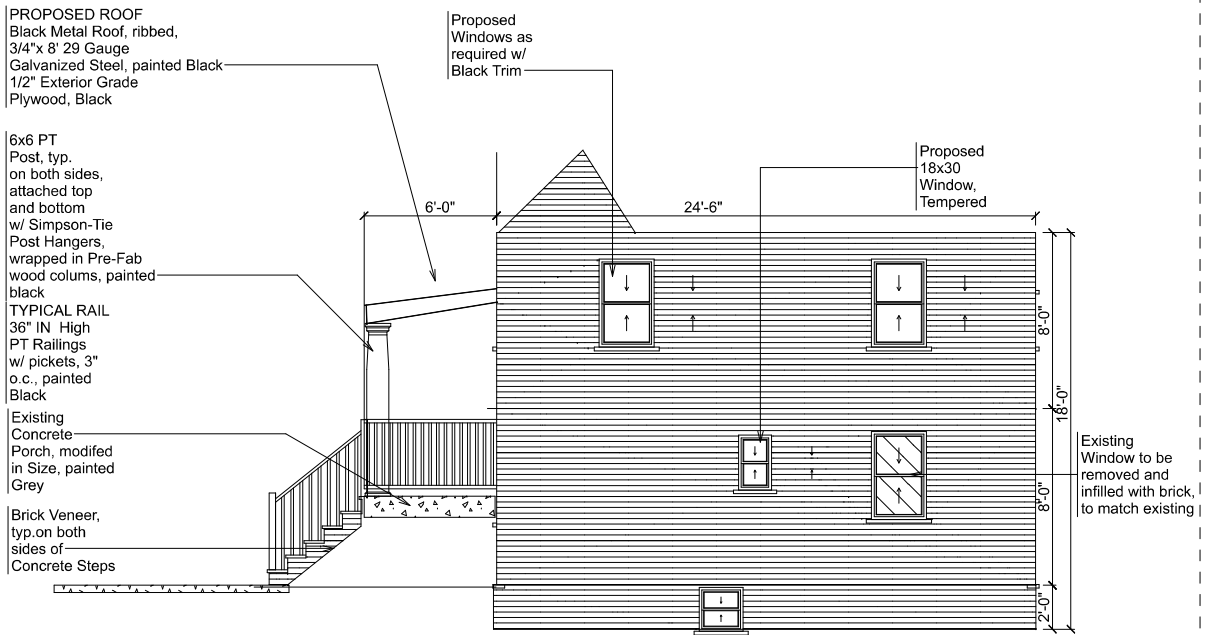 PROPOSED ROOF
Black Metal Roof, ribbed,
3/4"x 8' 29 Gauge
Galvanized Steel, painted Black
1/2" Exterior Grade
Plywood, Black
Proposed
Windows as
required w/
Black Trim
6x6 PT
Post, typ.
on both sides,
attached top
and bottom
w/ Simpson-Tie
Post Hangers,
wrapped in Pre-Fab
wood colums, painted
black
TYPICAL RAIL
36" IN High
PT Railings
w/ pickets, 3"
o.c., painted
Black
Existing
Concrete
Porch, modifed
in Size, painted
Grey
Brick Veneer,
typ.on both
sides of
Concrete Steps
6'-0"
24'-6"
Proposed
18x30
Window,
Tempered
8'-0"
18'-0"
8'-0"
2'-0"
Existing
Window to be
removed and
infilled with brick,
to match existing